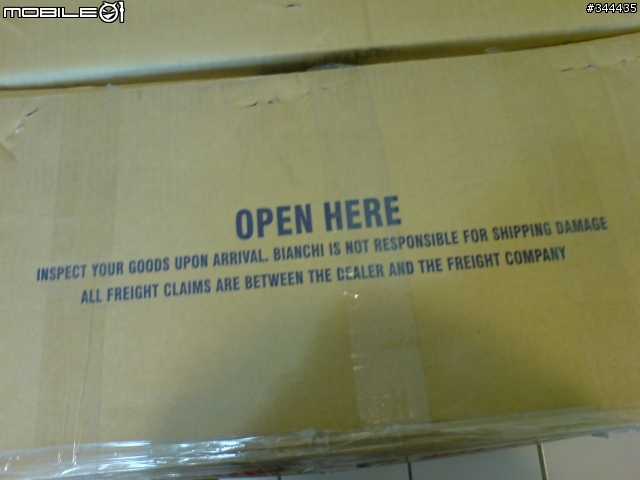 MOBILE01
#344435
OPEN HERE
INSPECT YOUR GOODS UPON ARRIVAL. BIANCHI IS NOT RESPONSIBLE FOR SHIPPING DAMAGE
ALL FREIGHT CLAIMS ARE BETWEEN THE DEALER AND THE FREIGHT COMPANY